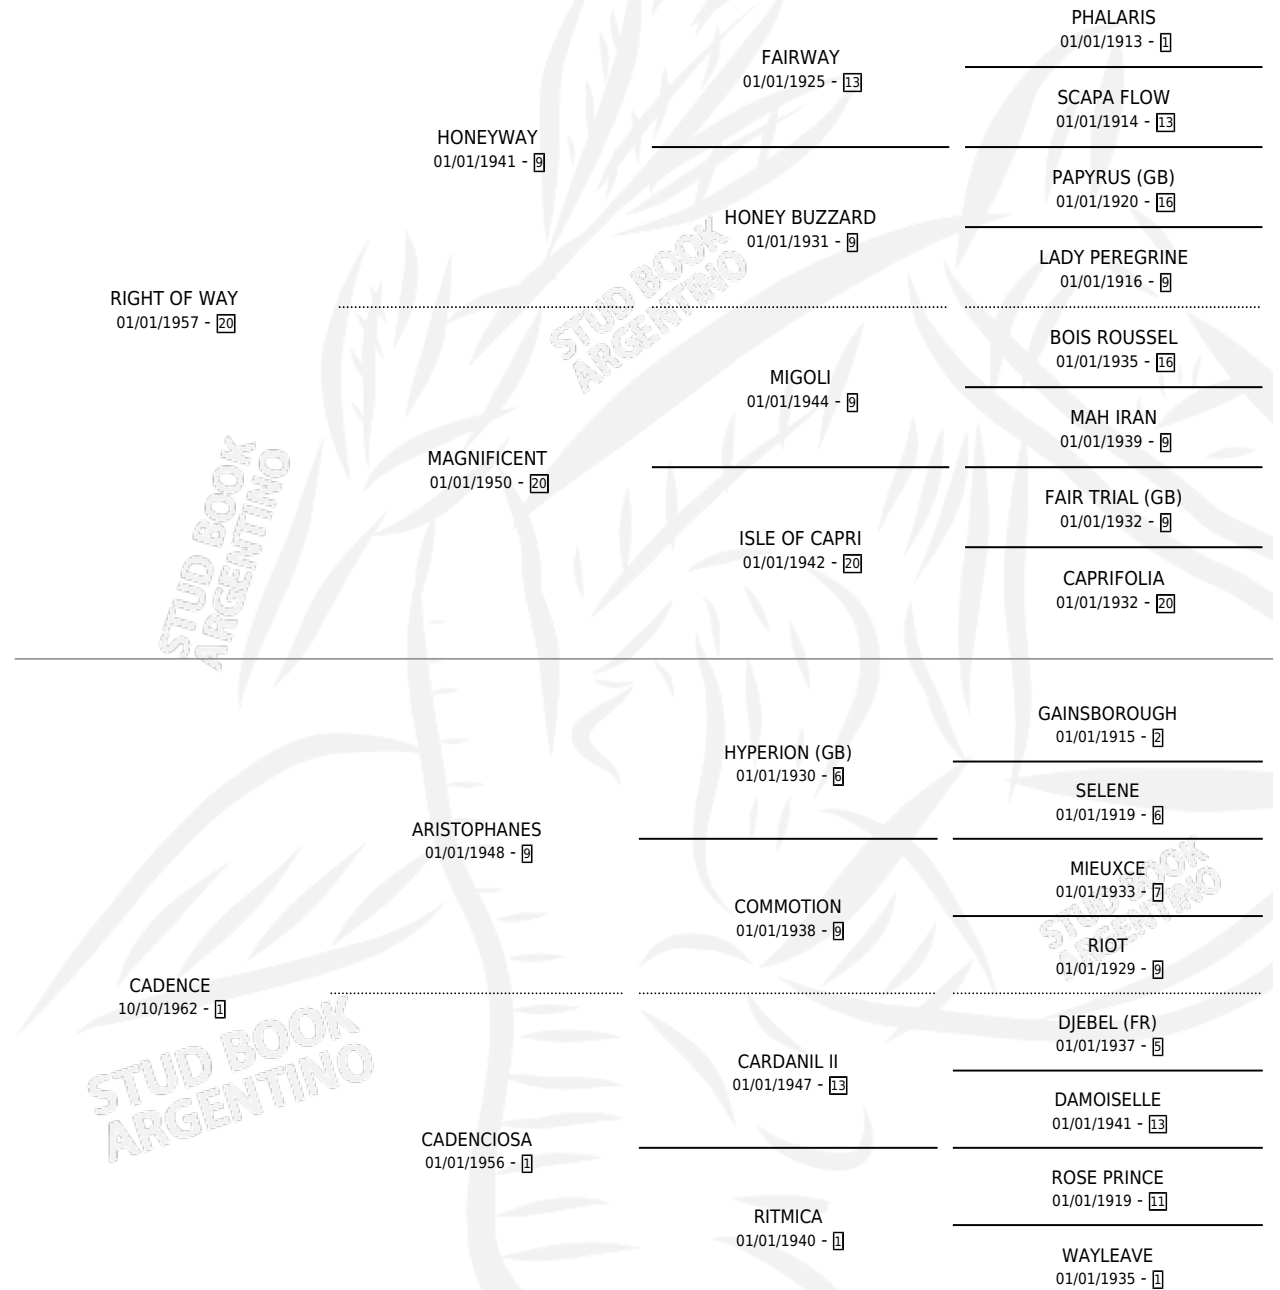 PHALARIS
01/01/1913 - 1
FAIRWAY
01/01/1925 - 13
SCAPA FLOW
01/01/1914 - 13
HONEYWAY
01/01/1941 - 9
PAPYRUS (GB)
01/01/1920 - 16
HONEY BUZZARD
01/01/1931 - 9
LADY PEREGRINE
01/01/1916 - 9
RIGHT OF WAY
01/01/1957 - 20
STUD BOOK
ARGENTINO
BOIS ROUSSEL
01/01/1935 - 16
MIGOLI
01/01/1944 - 9
MAH IRAN
01/01/1939 - 9
MAGNIFICENT
01/01/1950 - 20
FAIR TRIAL (GB)
01/01/1932 - 9
ISLE OF CAPRI
01/01/1942 - 20
CAPRIFOLIA
01/01/1932 - 20
STUD BOOK
ARGENTINO
GAINSBOROUGH
01/01/1915 - 2
HYPERION (GB)
01/01/1930 - 6
SELENE
01/01/1919 - 6
ARISTOPHANES
01/01/1948 - 9
MIEUXCE
01/01/1933 - 7
COMMOTION
01/01/1938 - 9
STUD BOOK
ARGENTINO
RIOT
01/01/1929 - 9
CADENCE
10/10/1962 - 1
DJEBEL (FR)
01/01/1937 - 5
CARDANIL II
01/01/1947 - 13
DAMOISELLE
01/01/1941 - 13
STUD BOOK
ARGENTINO
CADENCIOSA
01/01/1956 - 1
ROSE PRINCE
01/01/1919 - 11
RITMICA
01/01/1940 - 1
WAYLEAVE
01/01/1935 - 1